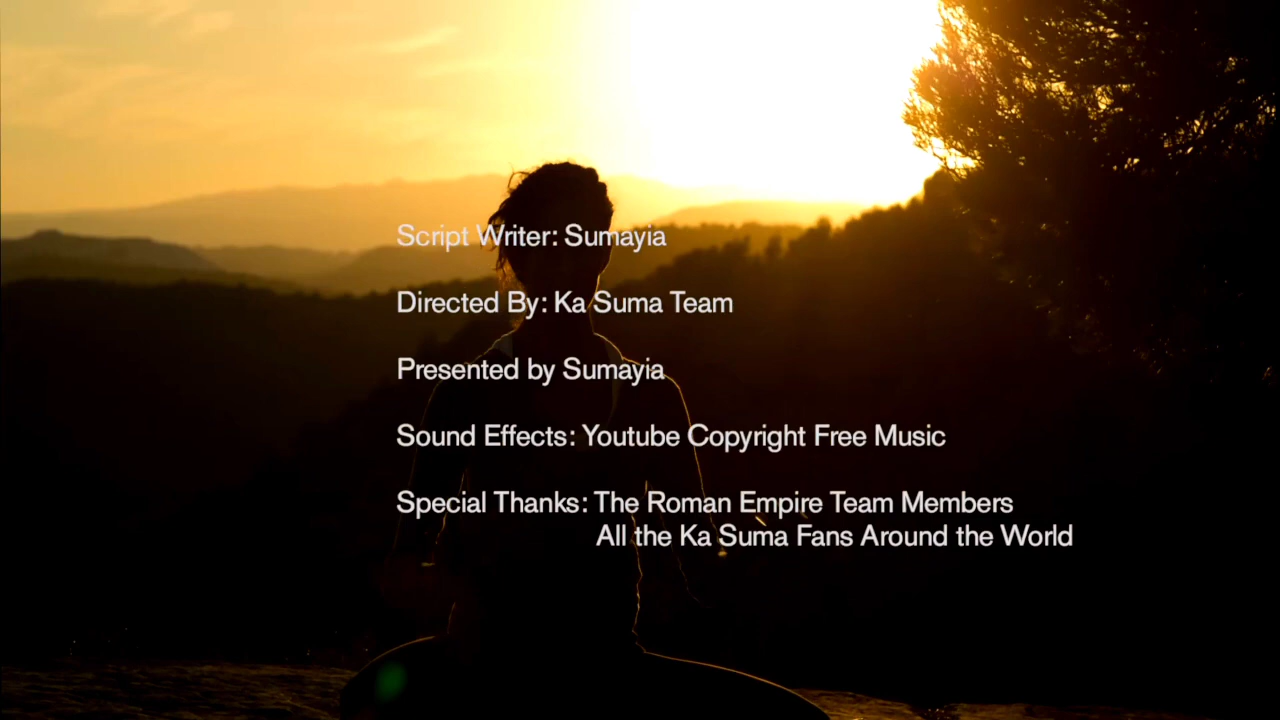 Script Writer: Sumayia
Directed By: Ka Suma Team
Presented by Sumayia
Sound Effects: Youtube Copyright Free Music
Special Thanks: The Roman Empire Team Members
All the Ka Suma Fans Around the World